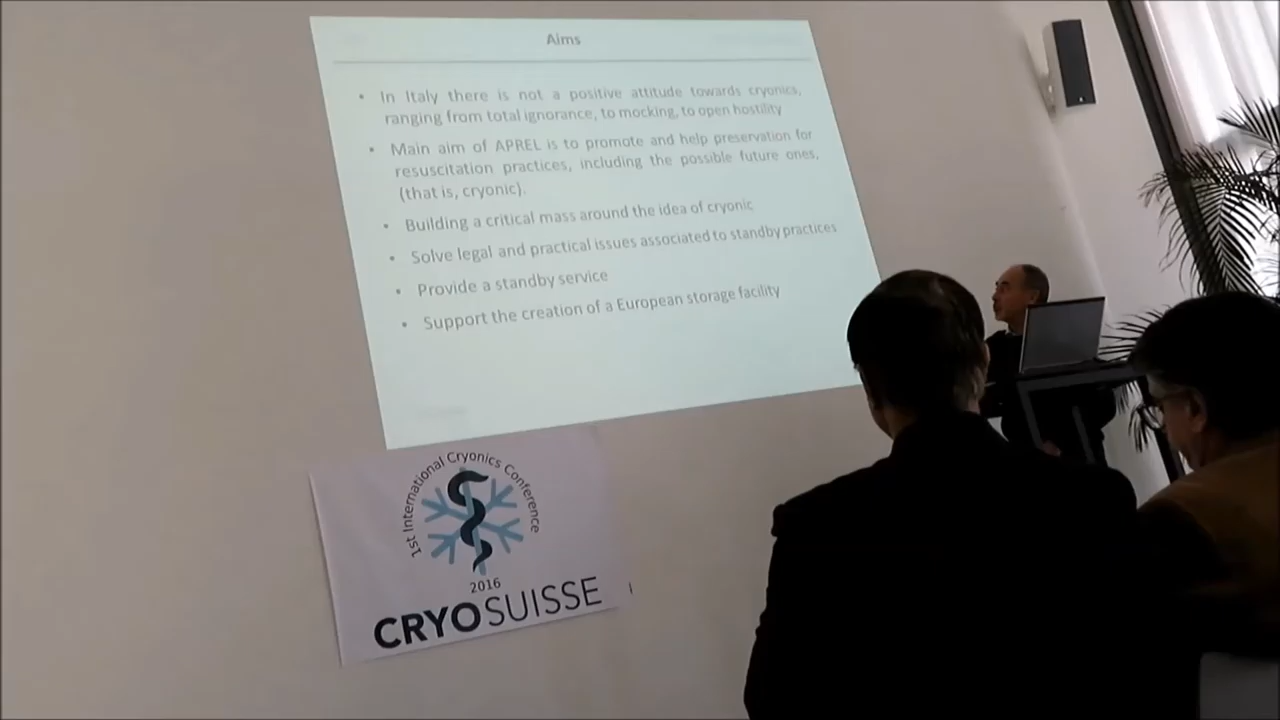 Aims
• In Italy there is not a positive attitude towards cryonics,
ranging from total ignorance, to mocking, to open hostility
• Main aim of APREL is to promote and help preservation for
resuscitation practices, including the possible future ones,
(that is, cryonic).
• Building a critical mass around the idea of cryonic
• Solve legal and practical issues associated to standby practices
• Provide a standby service
• Support the creation of a European storage facility
1st International Cryonics Conference
2016
CRYOSUISSE